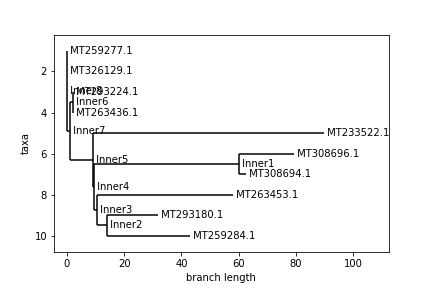 MT259277.1
2
MT326129.1
MT293224.1
Inner6
4
MT263436.1
Inner7
MT233522.1
taxa
6
MT308696.1
Inner5
Inner1
MT308694.1
Inner4
8
MT263453.1
Inner3
MT293180.1
Inner2
10
MT259284.1
0 20 40 60 80 100
branch length